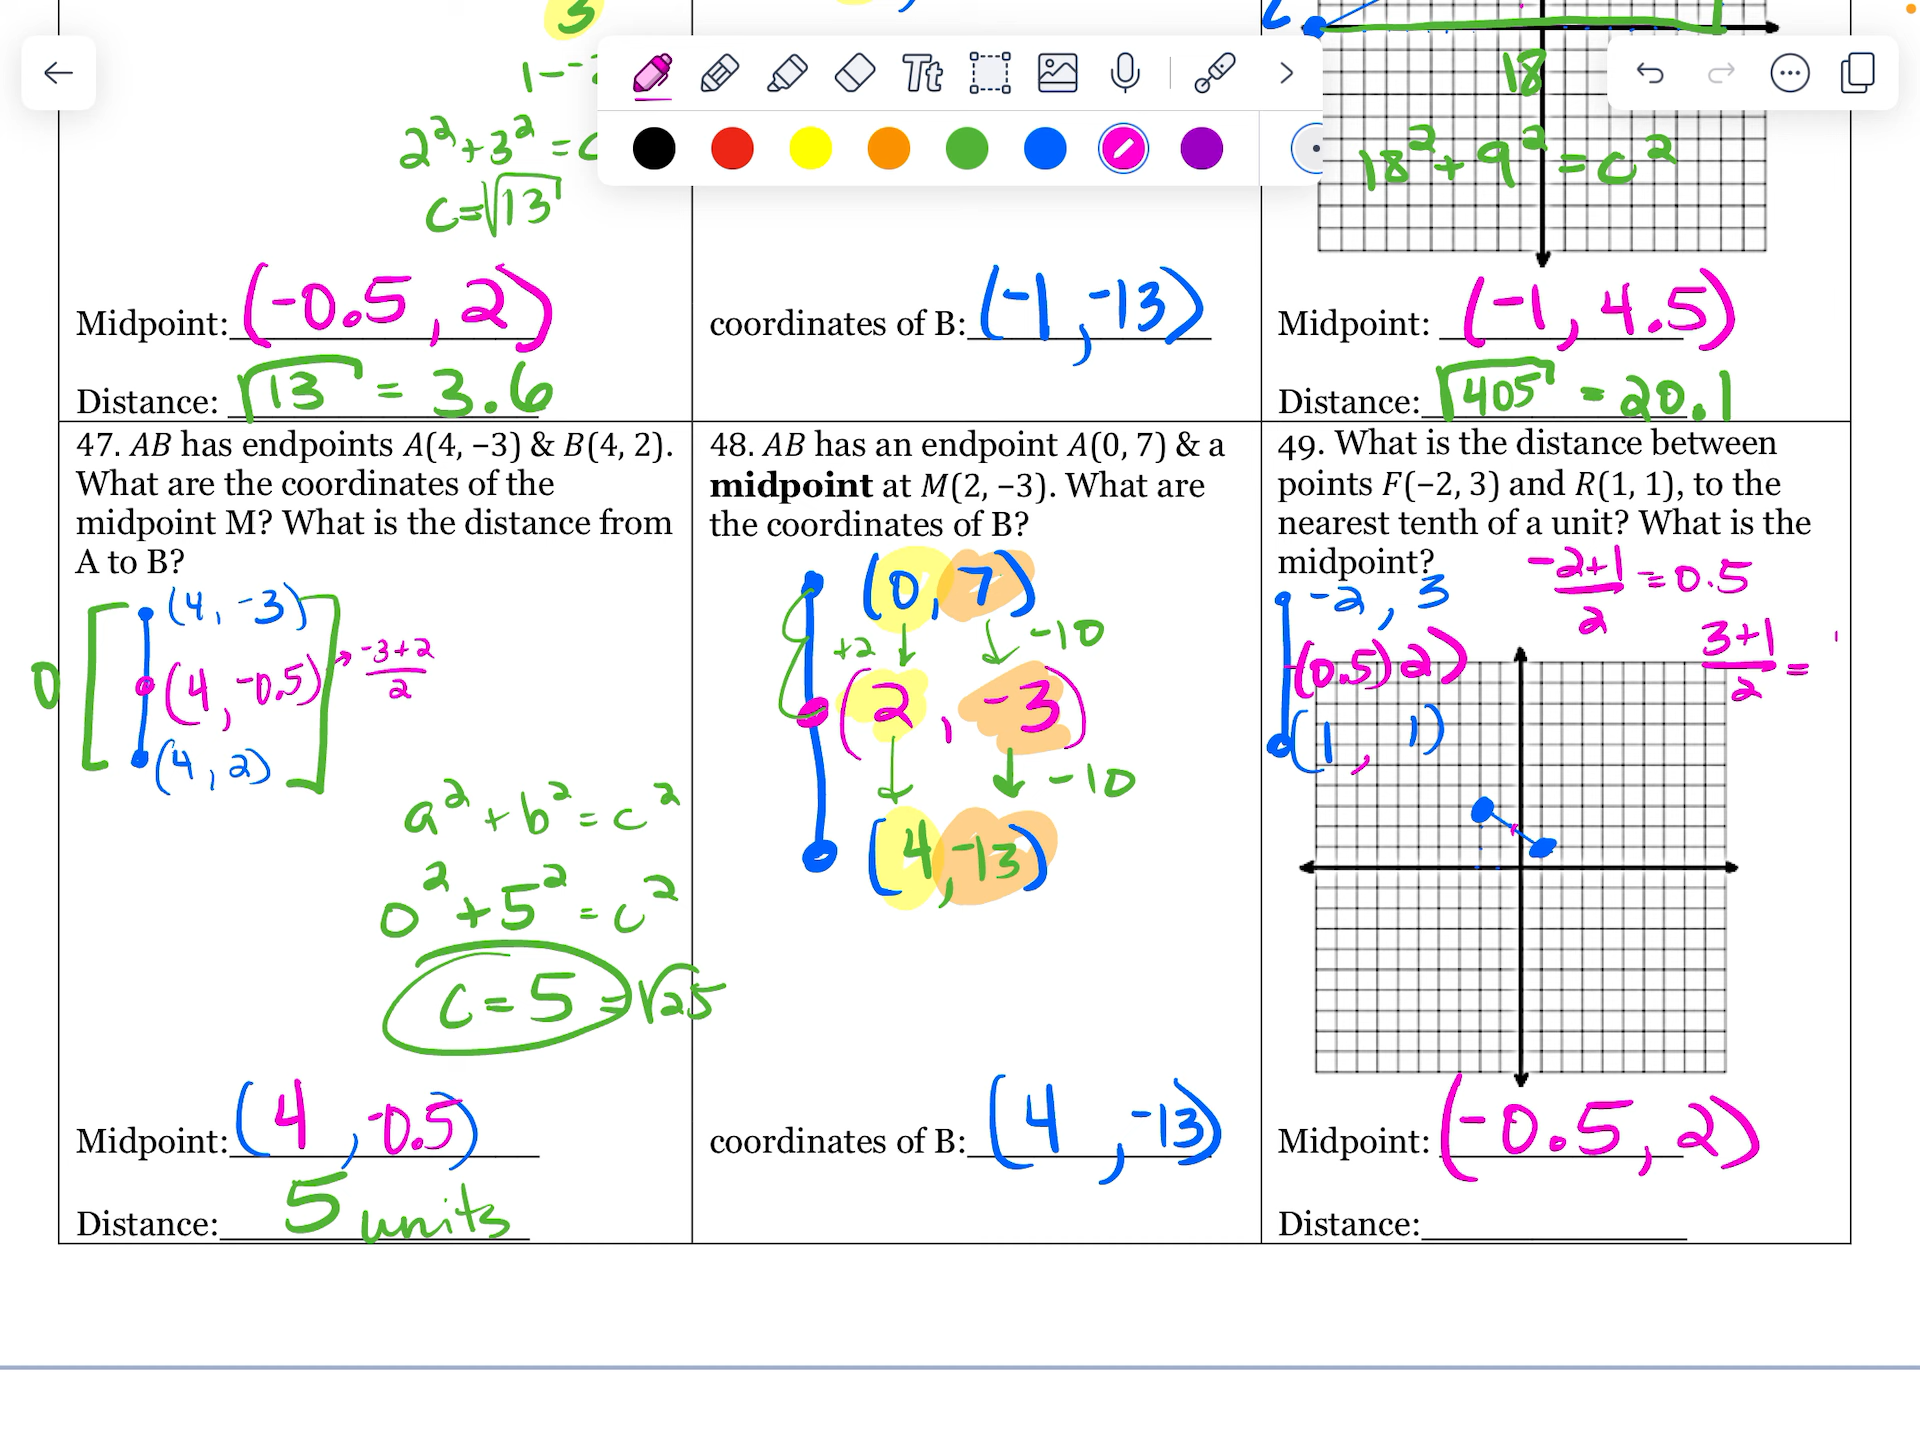 3
1 -
Tt
2² + 3² = c
c = √13
18
18² + 9² = c²
Midpoint: (-0.5, 2)
Distance: √13 = 3.6
coordinates of B: (-1, -13)
Midpoint: (-1, 4.5)
Distance: √405 = 20.1
47. AB has endpoints A(4, −3) & B(4, 2).
What are the coordinates of the
midpoint M? What is the distance from
A to B?
(4, -3)
0
(4, -0.5) → -3+2/2
(4, 2)
a² + b² = c²
0² + 5² = c²
c = 5 = √25
Midpoint: (4, -0.5)
Distance: 5 units
48. AB has an endpoint A(0, 7) & a
midpoint at M(2, −3). What are
the coordinates of B?
(0, 7)
+2 -10
(2, -3)
-10
(4, -13)
coordinates of B: (4, -13)
49. What is the distance between
points F(−2, 3) and R(1, 1), to the
nearest tenth of a unit? What is the
midpoint?
-2+1/2 = 0.5
-2, 3
3+1/2 =
(0.5) 2)
(1, 1)
Midpoint: (-0.5, 2)
Distance: